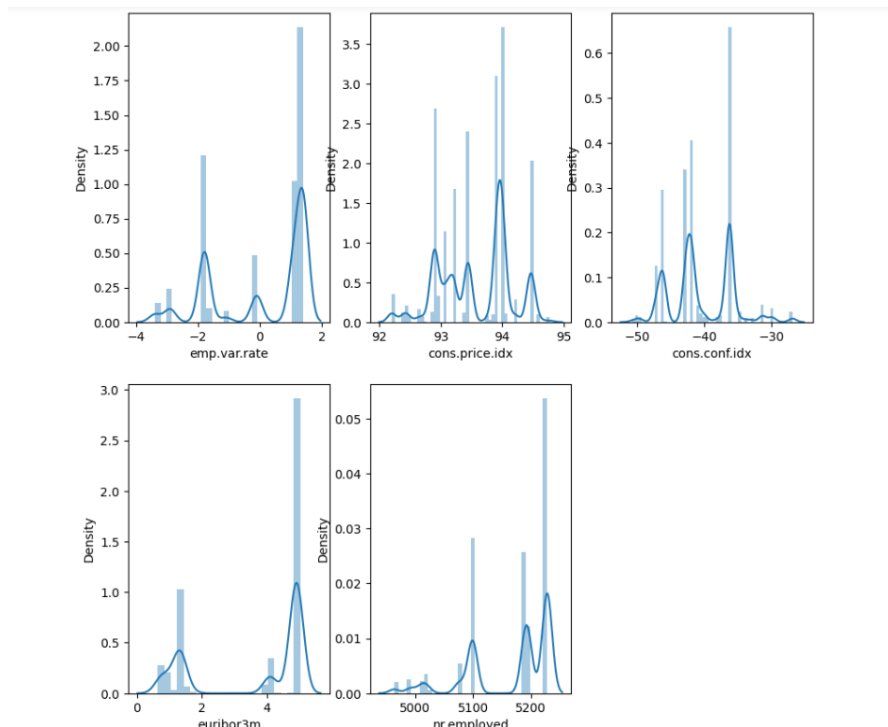 Density
2.00
1.75
1.50
1.25
1.00
0.75
0.50
0.25
0.00
−4 −2 0 2
emp.var.rate
Density
3.5
3.0
2.5
2.0
1.5
1.0
0.5
0.0
92 93 94 95
cons.price.idx
Density
0.6
0.5
0.4
0.3
0.2
0.1
0.0
−50 −40 −30
cons.conf.idx
Density
3.0
2.5
2.0
1.5
1.0
0.5
0.0
0 2 4
euribor3m
Density
0.05
0.04
0.03
0.02
0.01
0.00
5000 5100 5200
nr.employed